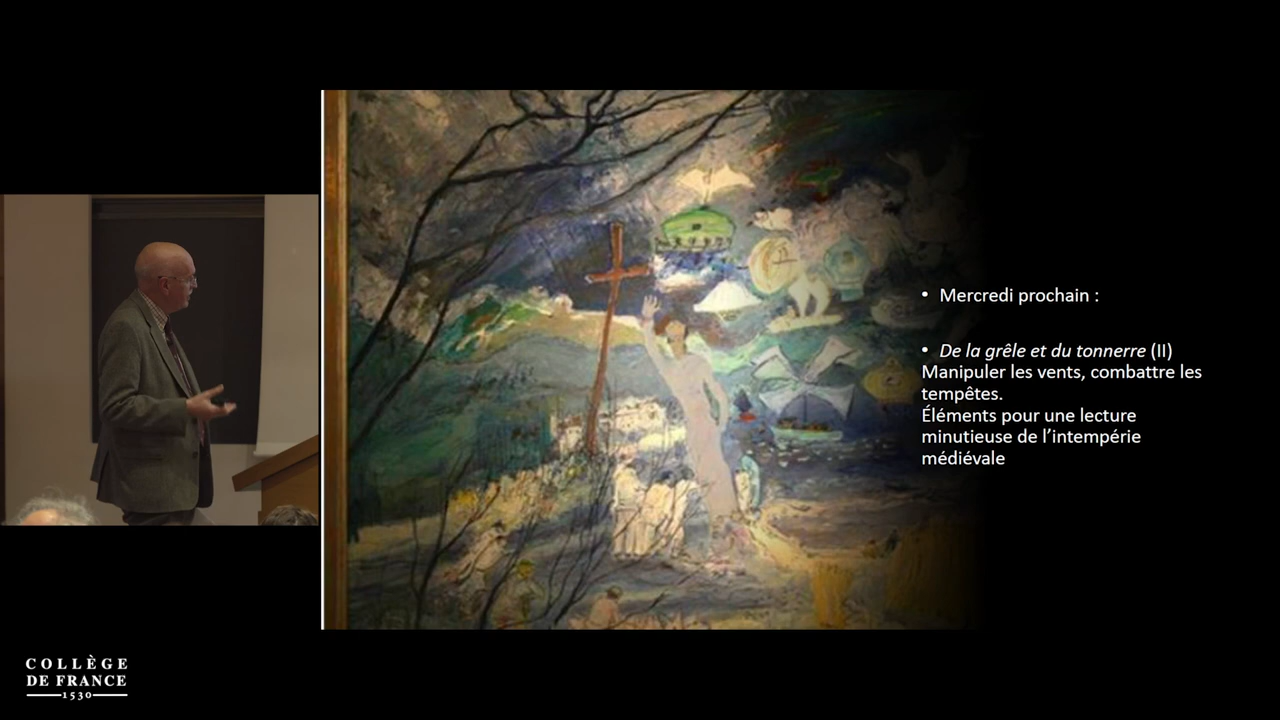 • Mercredi prochain :
• De la grêle et du tonnerre (II)
Manipuler les vents, combattre les
tempêtes.
Éléments pour une lecture
minutieuse de l’intempérie
médiévale
COLLÈGE
DE FRANCE
1530